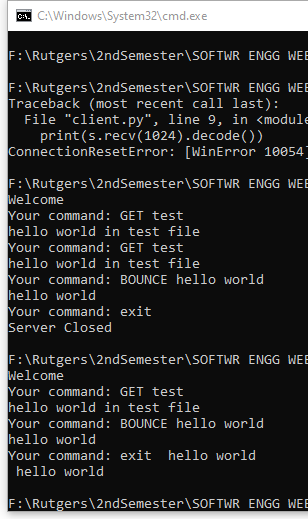 C:\Windows\System32\cmd.exe
F:\Rutgers\2ndSemester\SOFTWR ENGG WEE
F:\Rutgers\2ndSemester\SOFTWR ENGG WEE
Traceback (most recent call last):
  File "client.py", line 9, in <module
    print(s.recv(1024).decode())
ConnectionResetError: [WinError 10054]
F:\Rutgers\2ndSemester\SOFTWR ENGG WEE
Welcome
Your command: GET test
hello world in test file
Your command: GET test
hello world in test file
Your command: BOUNCE hello world
hello world
Your command: exit
Server Closed
F:\Rutgers\2ndSemester\SOFTWR ENGG WEE
Welcome
Your command: GET test
hello world in test file
Your command: BOUNCE hello world
hello world
Your command: exit  hello world
 hello world
F:\Rutgers\2ndSemester\SOFTWR ENGG WEE